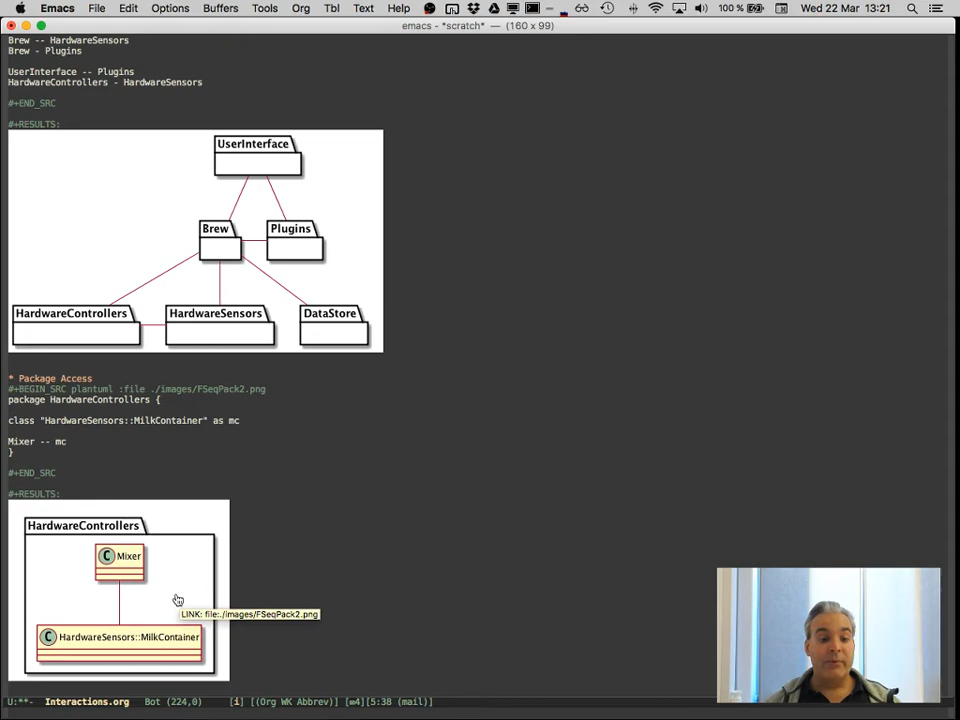 Emacs File Edit Options Buffers Tools Org Tbl Text Help 100 % Wed 22 Mar 13:21
emacs - *scratch* — (160 x 99)
Brew -- HardwareSensors
Brew - Plugins
UserInterface -- Plugins
HardwareControllers - HardwareSensors
#+END_SRC
#+RESULTS:
UserInterface
Brew
Plugins
HardwareControllers
HardwareSensors
DataStore
* Package Access
#+BEGIN_SRC plantuml :file ./images/FSeqPack2.png
package HardwareControllers {
class "HardwareSensors::MilkContainer" as mc
Mixer -- mc
}
#+END_SRC
#+RESULTS:
HardwareControllers
C Mixer
LINK: file:./images/FSeqPack2.png
C HardwareSensors::MilkContainer
U:**- Interactions.org Bot (224,0) [i] [(Org WK Abbrev) [✉4][5:38 (mail)]